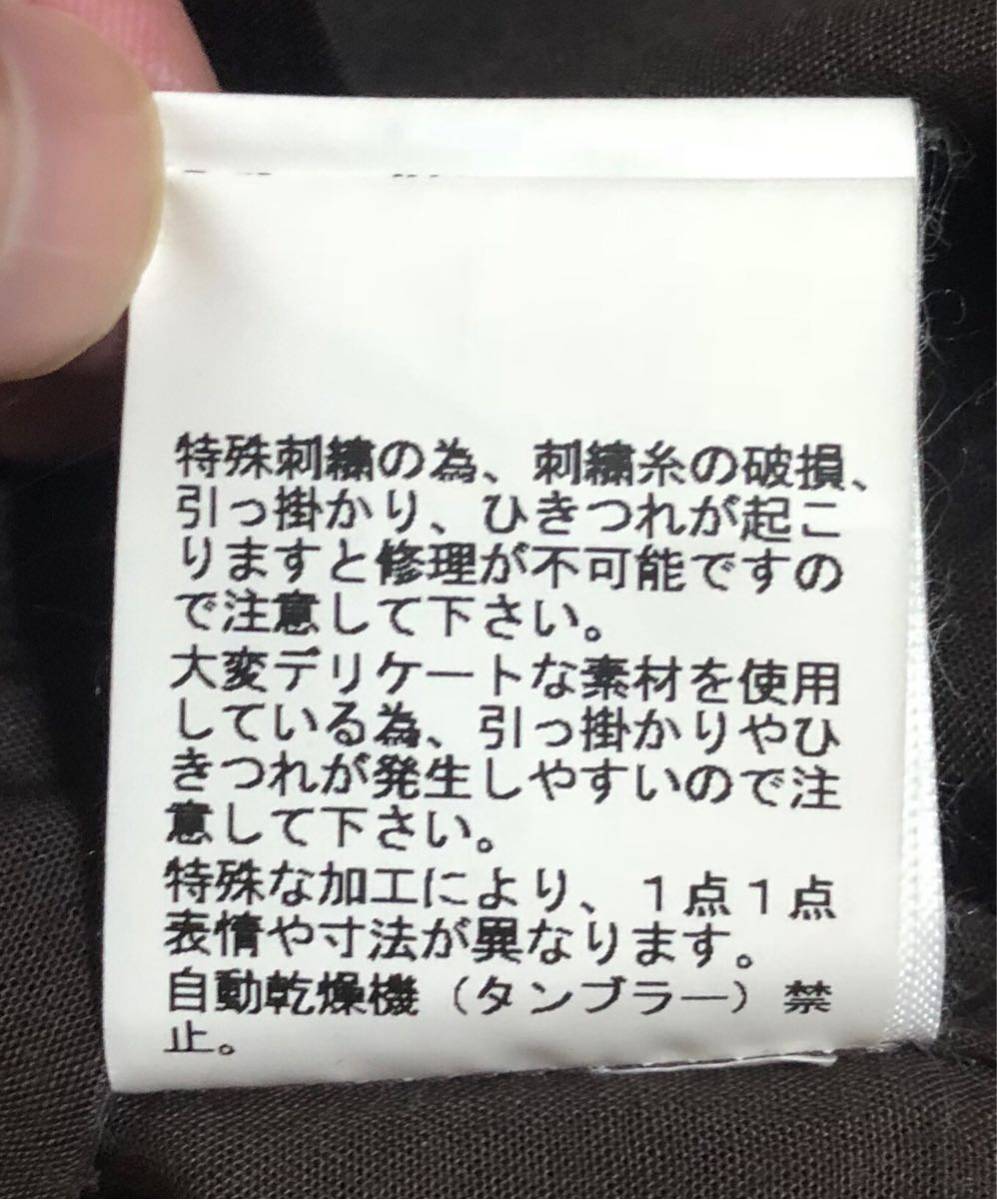 特殊刺繍の為、刺繍糸の破損、
引っ掛かり、ひきつれが起こ
りますと修理が不可能ですの
で注意して下さい。
大変デリケートな素材を使用
している為、引っ掛かりやひ
きつれが発生しやすいので注
意して下さい。
特殊な加工により、１点１点
表情や寸法が異なります。
自動乾燥機（タンブラー）禁
止。